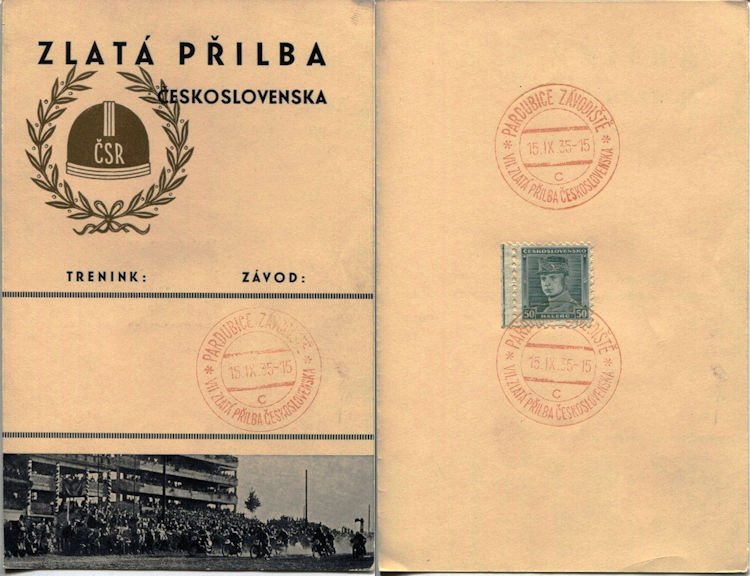 ZLATÁ PŘILBA
ČESKOSLOVENSKA
ČSR
TRENINK: ZÁVOD:
PARDUBICE ZÁVODIŠTĚ
15.IX.35-15
C
* VII. ZLATÁ PŘILBA ČESKOSLOVENSKA *
PARDUBICE ZÁVODIŠTĚ
15.IX.35-15
C
* VII. ZLATÁ PŘILBA ČESKOSLOVENSKA *
ČESKOSLOVENSKO
50 HALÉŘŮ 50
PARDUBICE ZÁVODIŠTĚ
15.IX.35-15
C
* VII. ZLATÁ PŘILBA ČESKOSLOVENSKA *